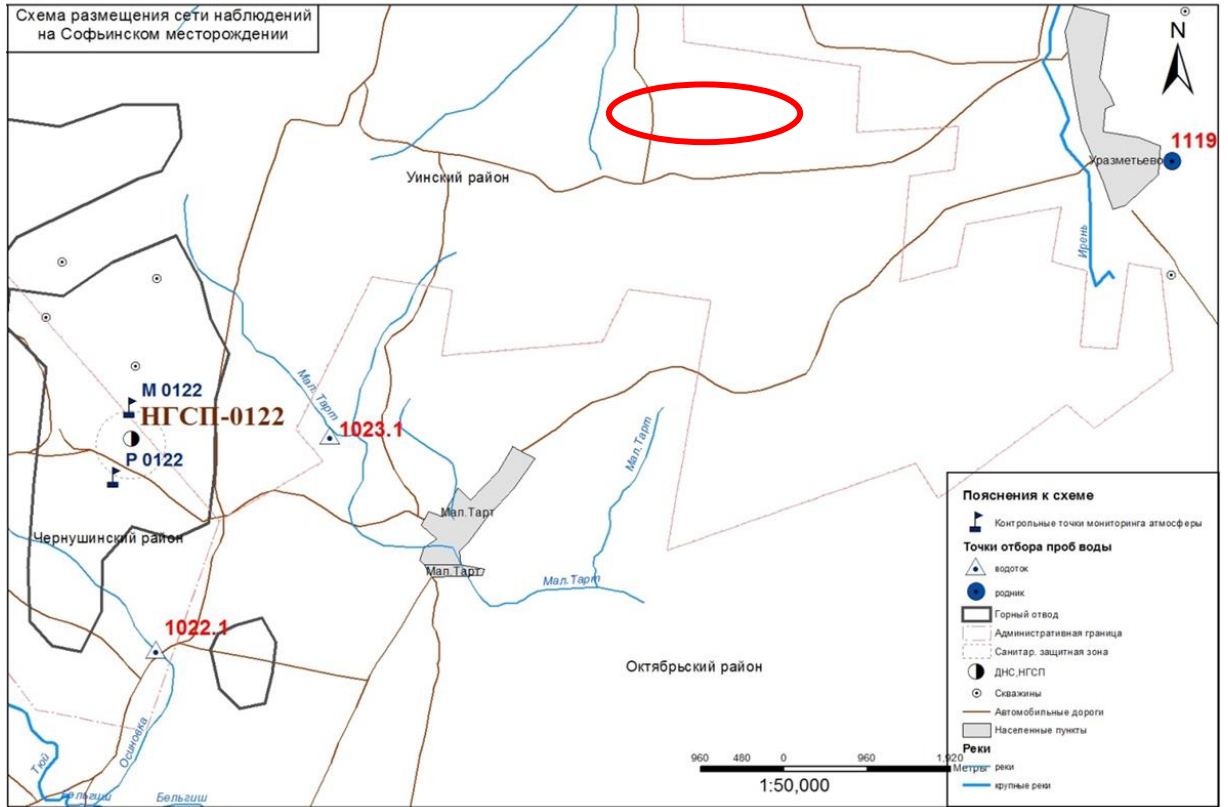 Схема размещения сети наблюдений
на Софьинском месторождении
N
1119
Уразметьево
Уинский район
Ирень
М 0122
НГСП-0122
Р 0122
Мал. Тарт
1023.1
Мал.Тарт
Мал.Тарт
Мал.Тарт
Мал.Тарт
Чернушинский район
1022.1
Октябрьский район
Осиновка
Тюй
Бельгиш
Бельгиш
960 480 0 960 1,920
Метры
1:50,000
Пояснения к схеме
Контрольные точки мониторинга атмосферы
Точки отбора проб воды
водоток
родник
Горный отвод
Административная граница
Санитар. защитная зона
ДНС,НГСП
Скважины
Автомобильные дороги
Населенные пункты
Реки
реки
крупные реки